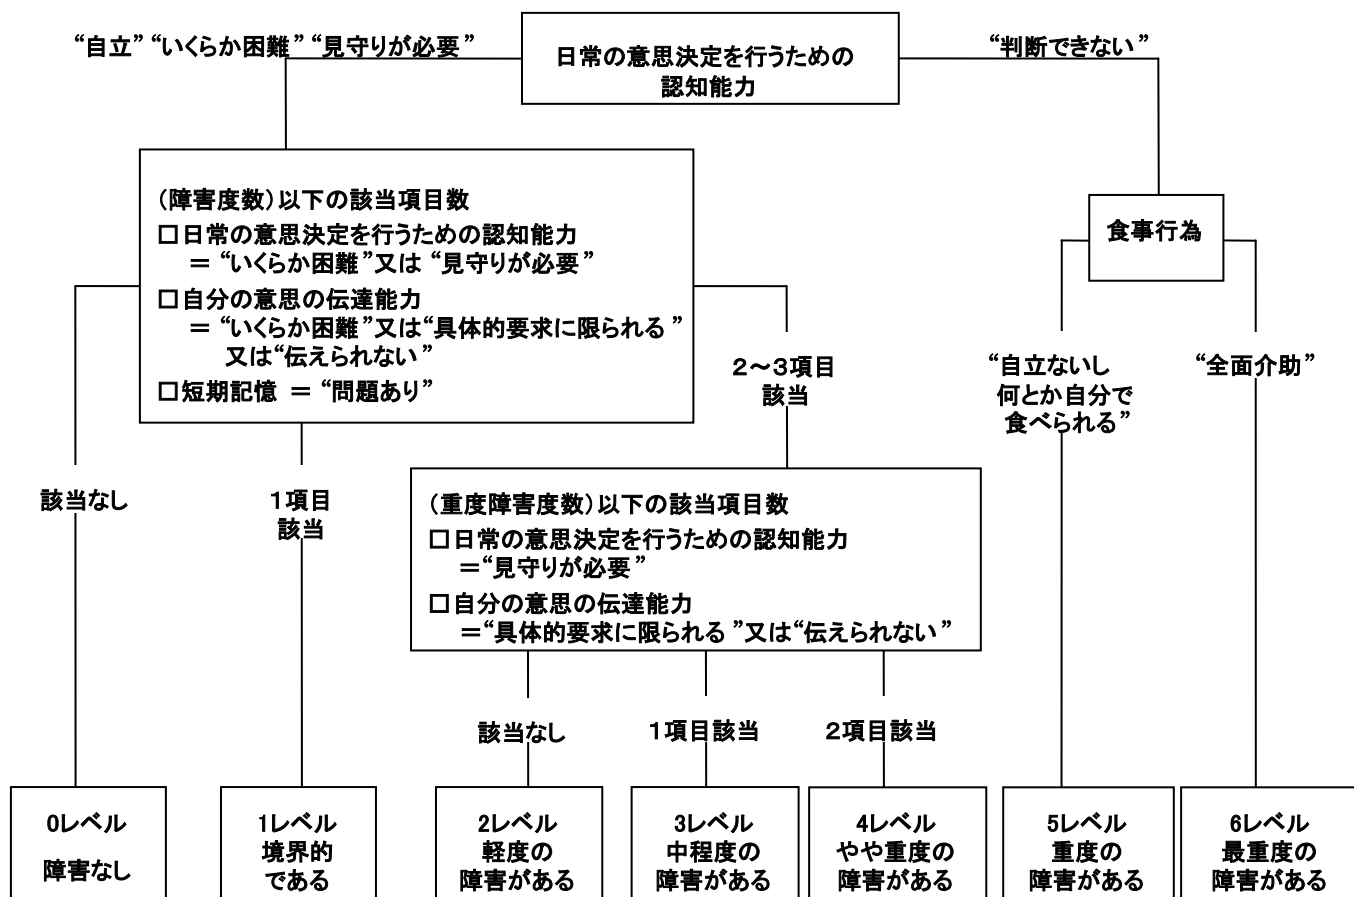 “自立” “いくらか困難” “見守りが必要”
日常の意思決定を行うための
認知能力
“判断できない”
（障害度数）以下の該当項目数
□日常の意思決定を行うための認知能力
＝ “いくらか困難”又は “見守りが必要”
□自分の意思の伝達能力
＝ “いくらか困難”又は“具体的要求に限られる”
又は“伝えられない”
□短期記憶 ＝ “問題あり”
食事行為
２～３項目
該当
“自立ないし
何とか自分で
食べられる”
“全面介助”
該当なし
１項目
該当
（重度障害度数）以下の該当項目数
□日常の意思決定を行うための認知能力
＝“見守りが必要”
□自分の意思の伝達能力
＝“具体的要求に限られる”又は“伝えられない”
該当なし
１項目該当
２項目該当
0レベル
障害なし
1レベル
境界的
である
2レベル
軽度の
障害がある
3レベル
中程度の
障害がある
4レベル
やや重度の
障害がある
5レベル
重度の
障害がある
6レベル
最重度の
障害がある